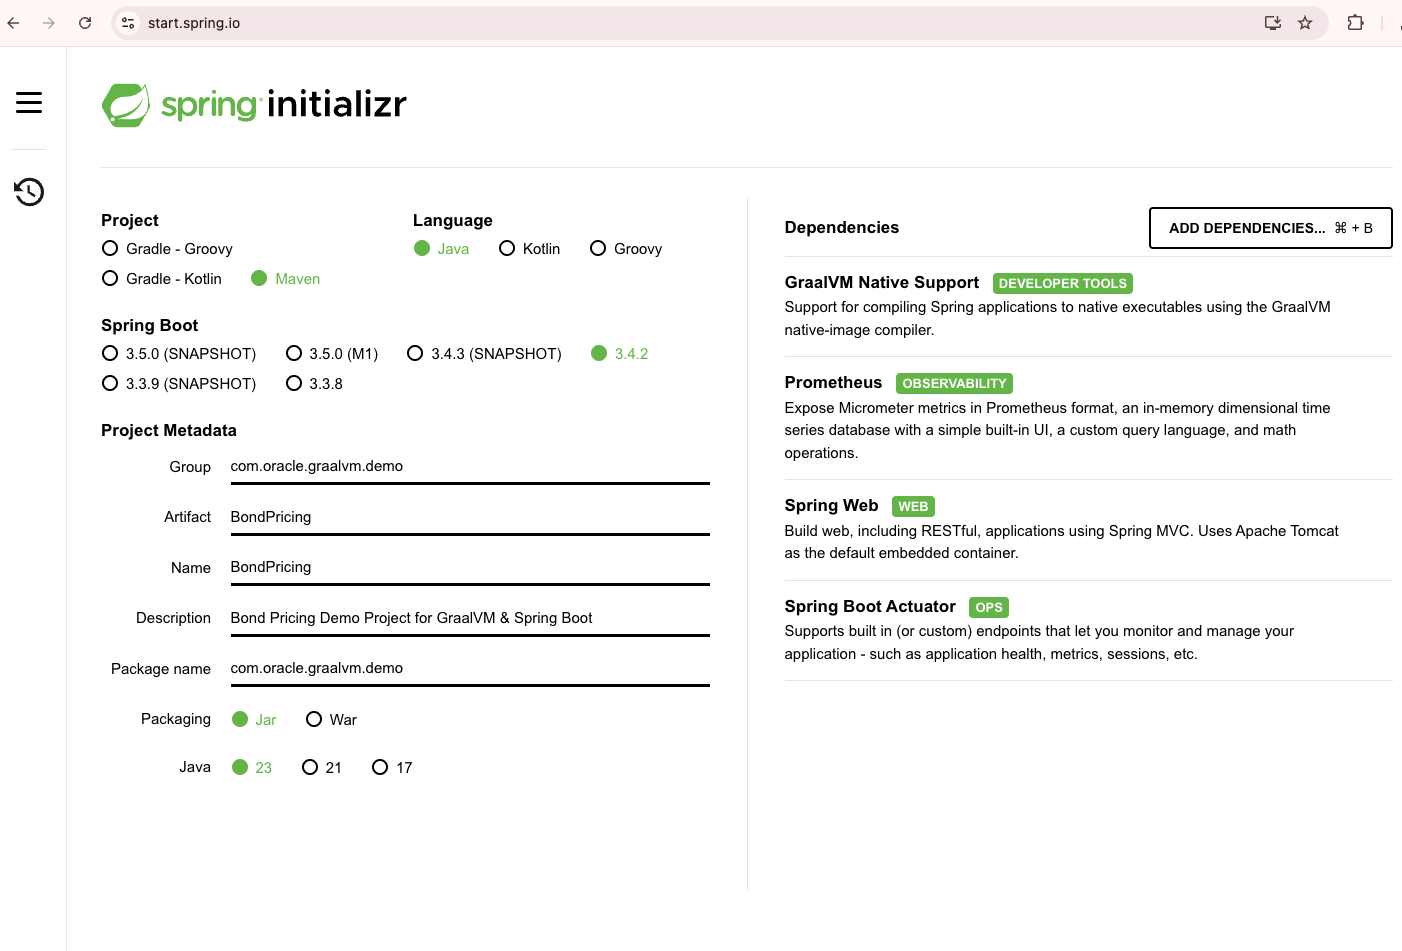 start.spring.io
spring initializr
Project
Gradle - Groovy
Gradle - Kotlin Maven
Language
Java Kotlin Groovy
Spring Boot
3.5.0 (SNAPSHOT) 3.5.0 (M1) 3.4.3 (SNAPSHOT) 3.4.2
3.3.9 (SNAPSHOT) 3.3.8
Project Metadata
Group com.oracle.graalvm.demo
Artifact BondPricing
Name BondPricing
Description Bond Pricing Demo Project for GraalVM & Spring Boot
Package name com.oracle.graalvm.demo
Packaging Jar War
Java 23 21 17
Dependencies ADD DEPENDENCIES... ⌘ + B
GraalVM Native Support DEVELOPER TOOLS
Support for compiling Spring applications to native executables using the GraalVM
native-image compiler.
Prometheus OBSERVABILITY
Expose Micrometer metrics in Prometheus format, an in-memory dimensional time
series database with a simple built-in UI, a custom query language, and math
operations.
Spring Web WEB
Build web, including RESTful, applications using Spring MVC. Uses Apache Tomcat
as the default embedded container.
Spring Boot Actuator OPS
Supports built in (or custom) endpoints that let you monitor and manage your
application - such as application health, metrics, sessions, etc.